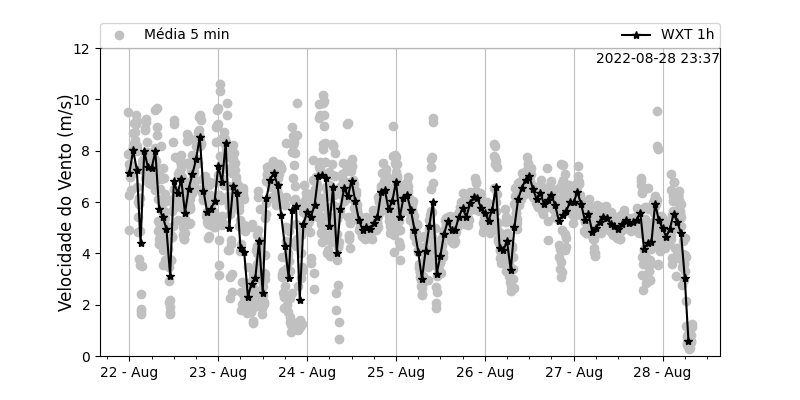 Média 5 min
WXT 1h
2022-08-28 23:37
Velocidade do Vento (m/s)
12
10
8
6
4
2
0
22 - Aug
23 - Aug
24 - Aug
25 - Aug
26 - Aug
27 - Aug
28 - Aug